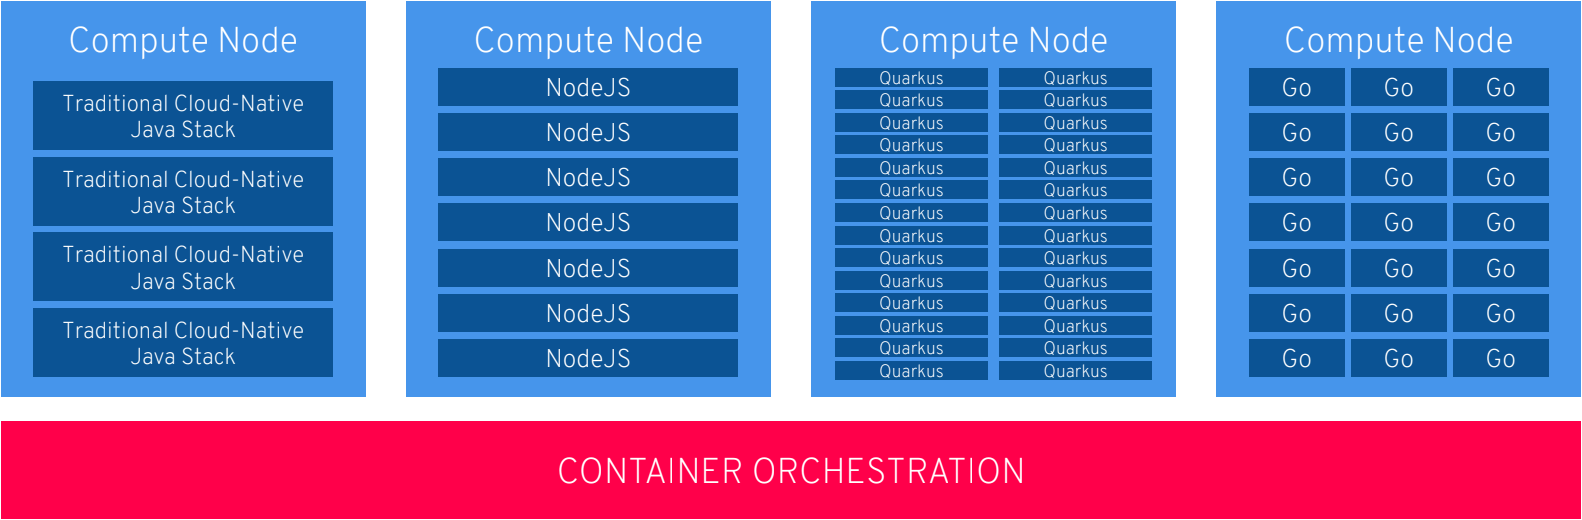 Compute Node
Traditional Cloud-Native
Java Stack
Traditional Cloud-Native
Java Stack
Traditional Cloud-Native
Java Stack
Traditional Cloud-Native
Java Stack
Compute Node
NodeJS
NodeJS
NodeJS
NodeJS
NodeJS
NodeJS
NodeJS
Compute Node
Quarkus Quarkus
Quarkus Quarkus
Quarkus Quarkus
Quarkus Quarkus
Quarkus Quarkus
Quarkus Quarkus
Quarkus Quarkus
Quarkus Quarkus
Quarkus Quarkus
Quarkus Quarkus
Quarkus Quarkus
Quarkus Quarkus
Quarkus Quarkus
Quarkus Quarkus
Compute Node
Go Go Go
Go Go Go
Go Go Go
Go Go Go
Go Go Go
Go Go Go
Go Go Go
CONTAINER ORCHESTRATION